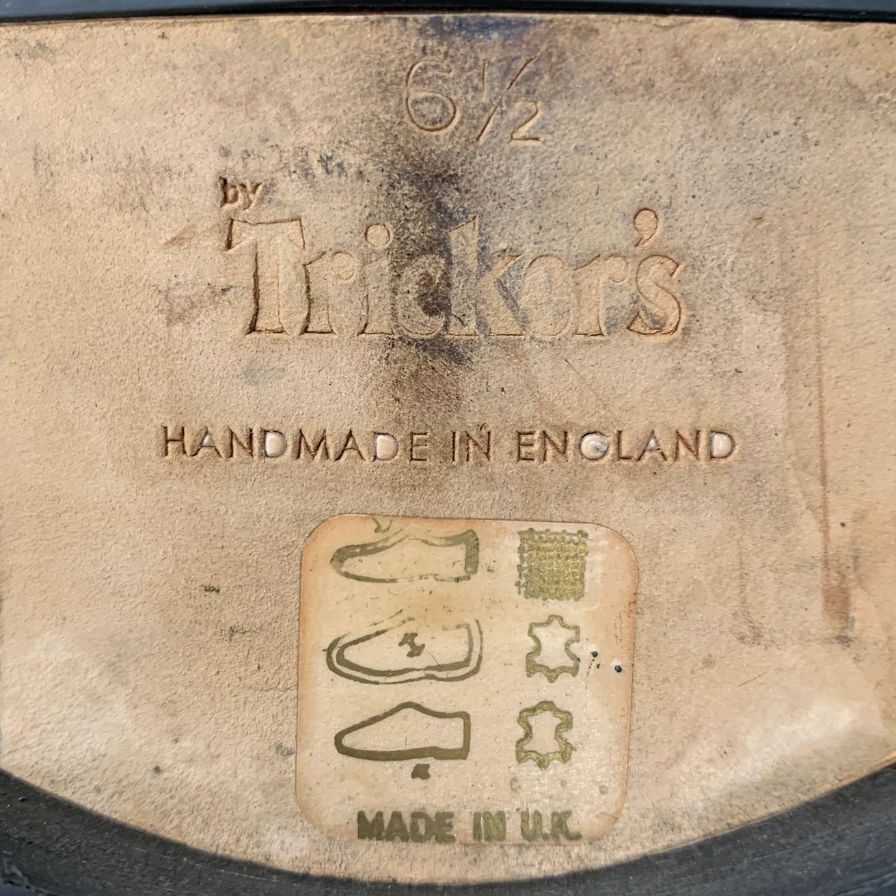 6½
by
Tricker's
HANDMADE IN ENGLAND
MADE IN U.K.